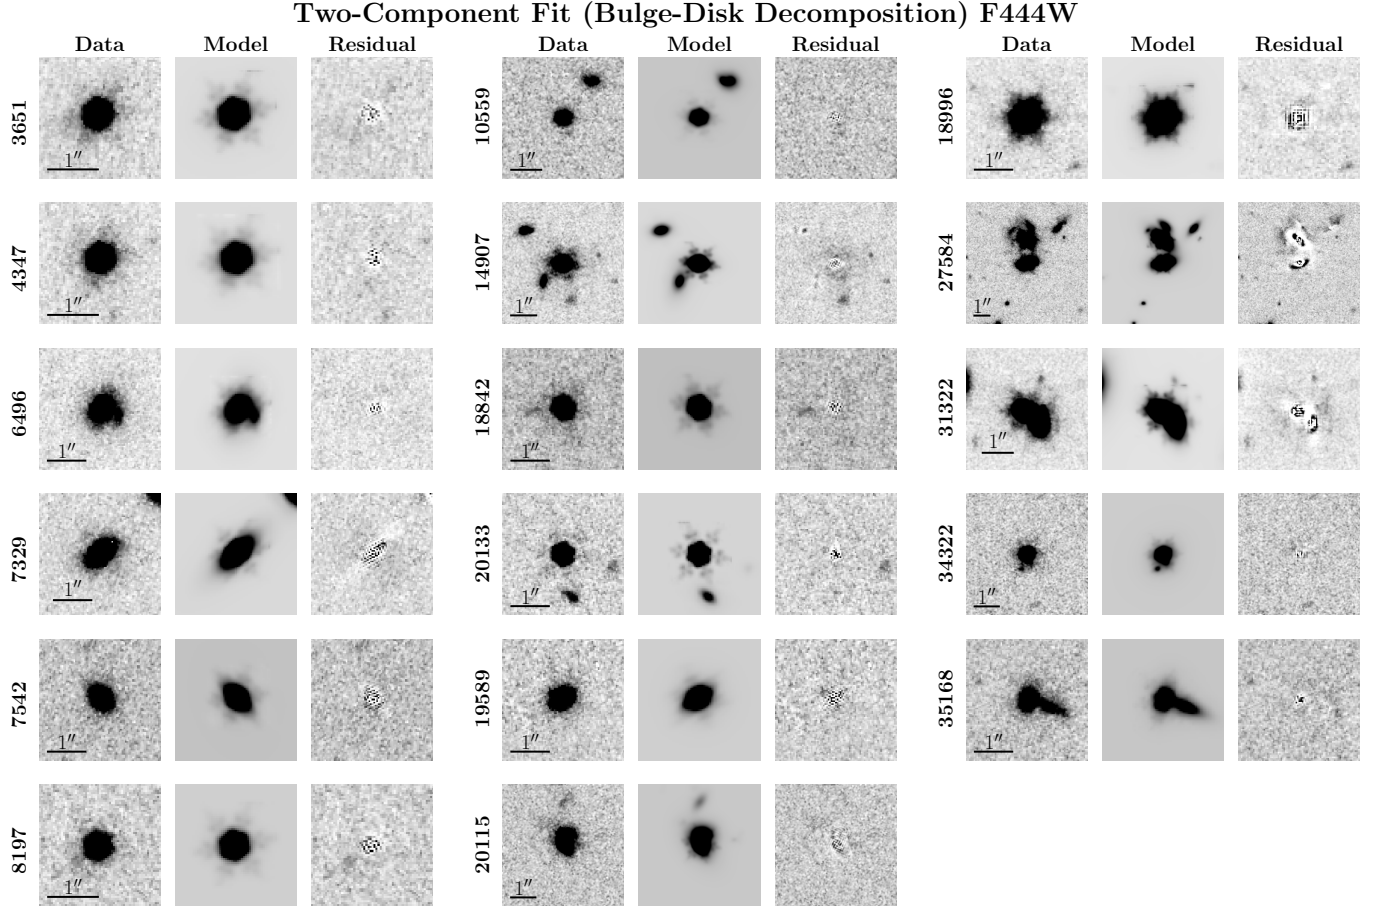 Two-Component Fit (Bulge-Disk Decomposition) F444W
Data Model Residual Data Model Residual Data Model Residual
3651 1″ 10559 1″ 18996 1″
4347 1″ 14907 1″ 27584 1″
6496 1″ 18842 1″ 31322 1″
7329 1″ 20133 1″ 34322 1″
7542 1″ 19589 1″ 35168 1″
8197 1″ 20115 1″